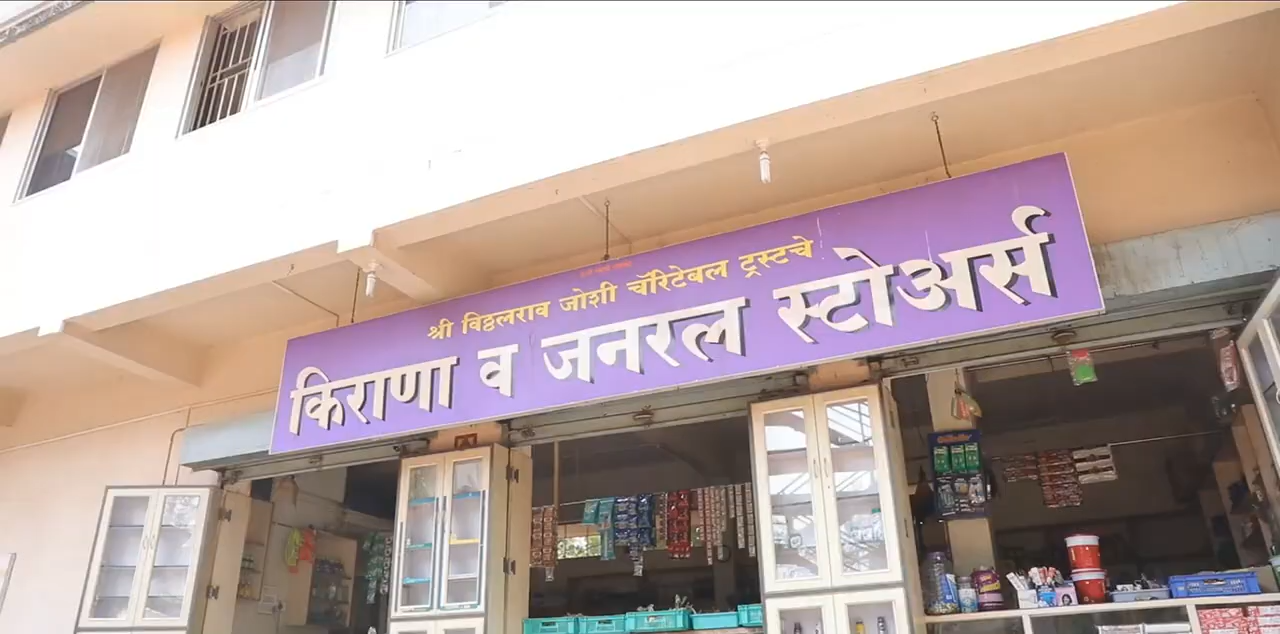 श्री विठ्ठलराव जोशी चॅरिटेबल ट्रस्टचे
किराणा व जनरल स्टोअर्स